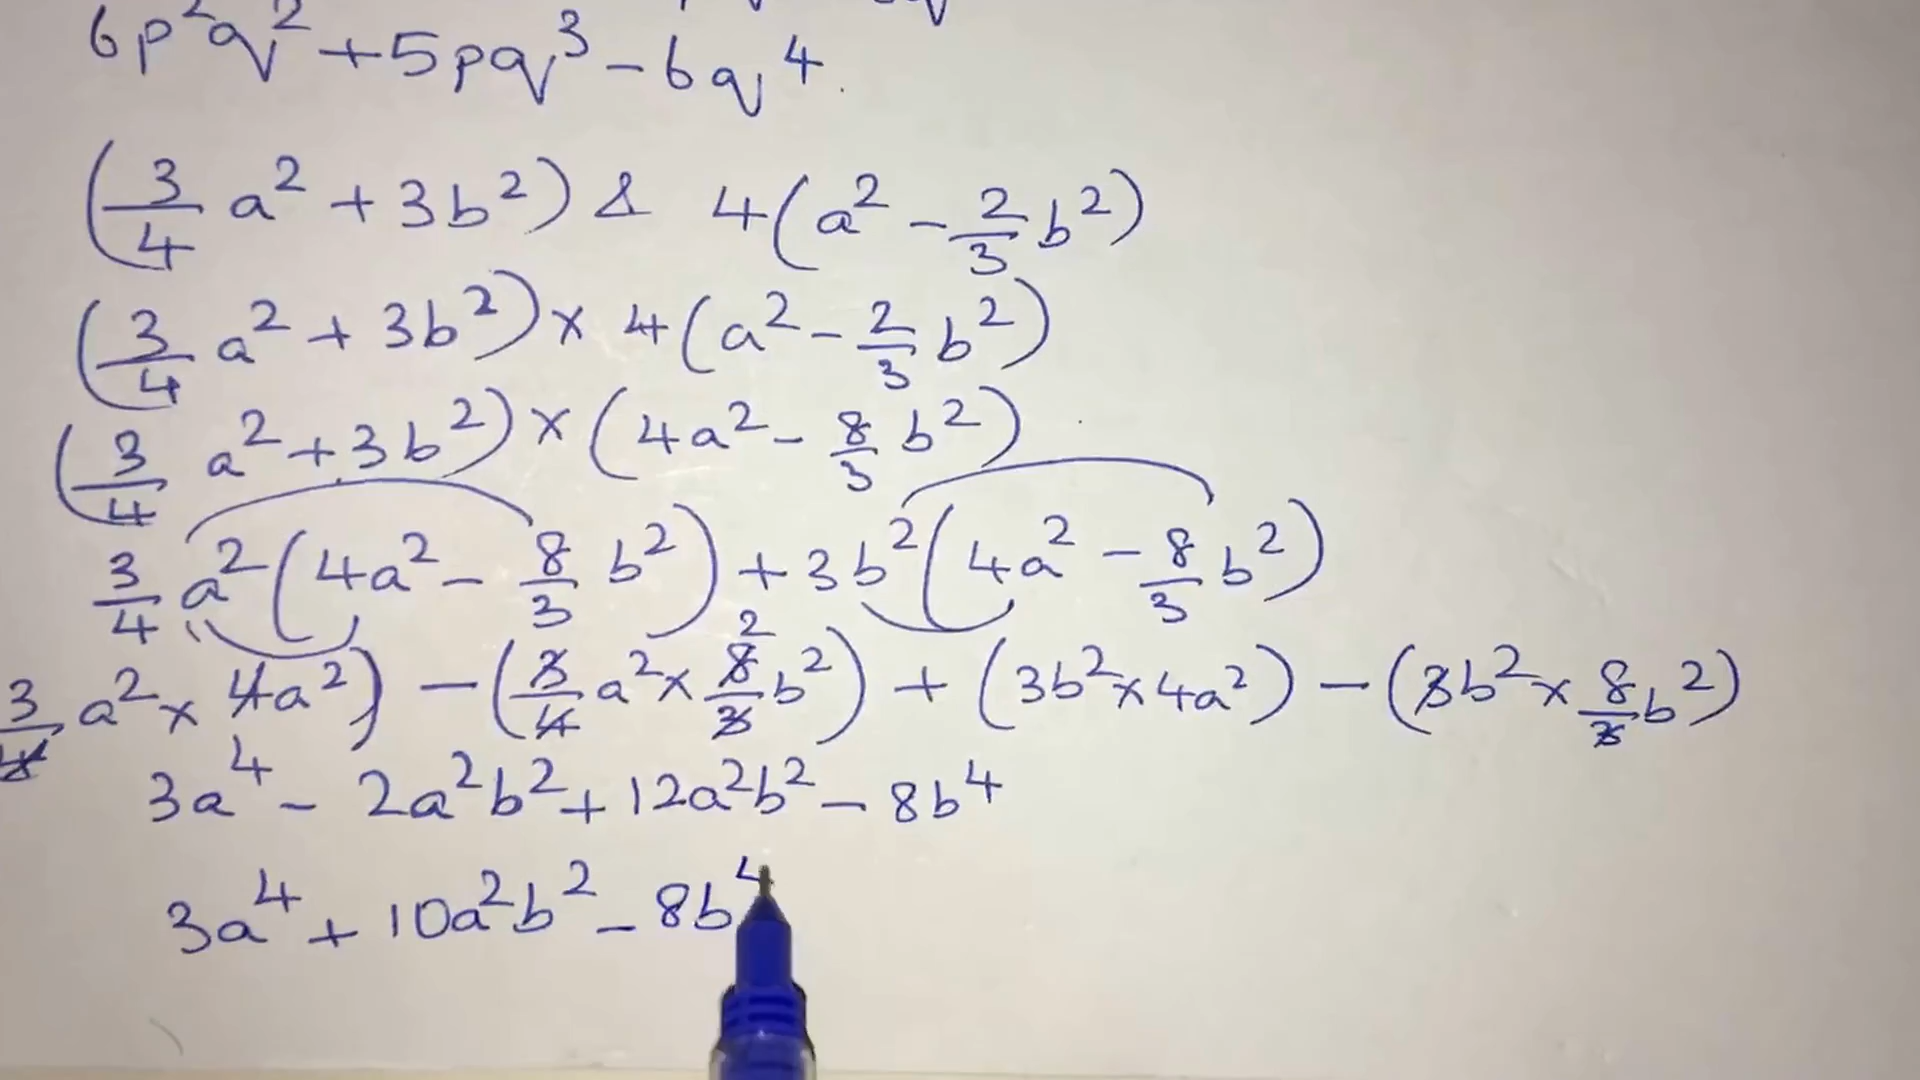 6p²q² + 5pq³ - 6q⁴
(3/4 a² + 3b²) & 4(a² - 2/3 b²)
(3/4 a² + 3b²) × 4(a² - 2/3 b²)
(3/4 a² + 3b²) × (4a² - 8/3 b²)
3/4 a²(4a² - 8/3 b²) + 3b²(4a² - 8/3 b²)
3/4 a² × 4a²) - (3/4 a² × 8/3 b²) + (3b² × 4a²) - (3b² × 8/3 b²)
3a⁴ - 2a²b² + 12a²b² - 8b⁴
3a⁴ + 10a²b² - 8b⁴